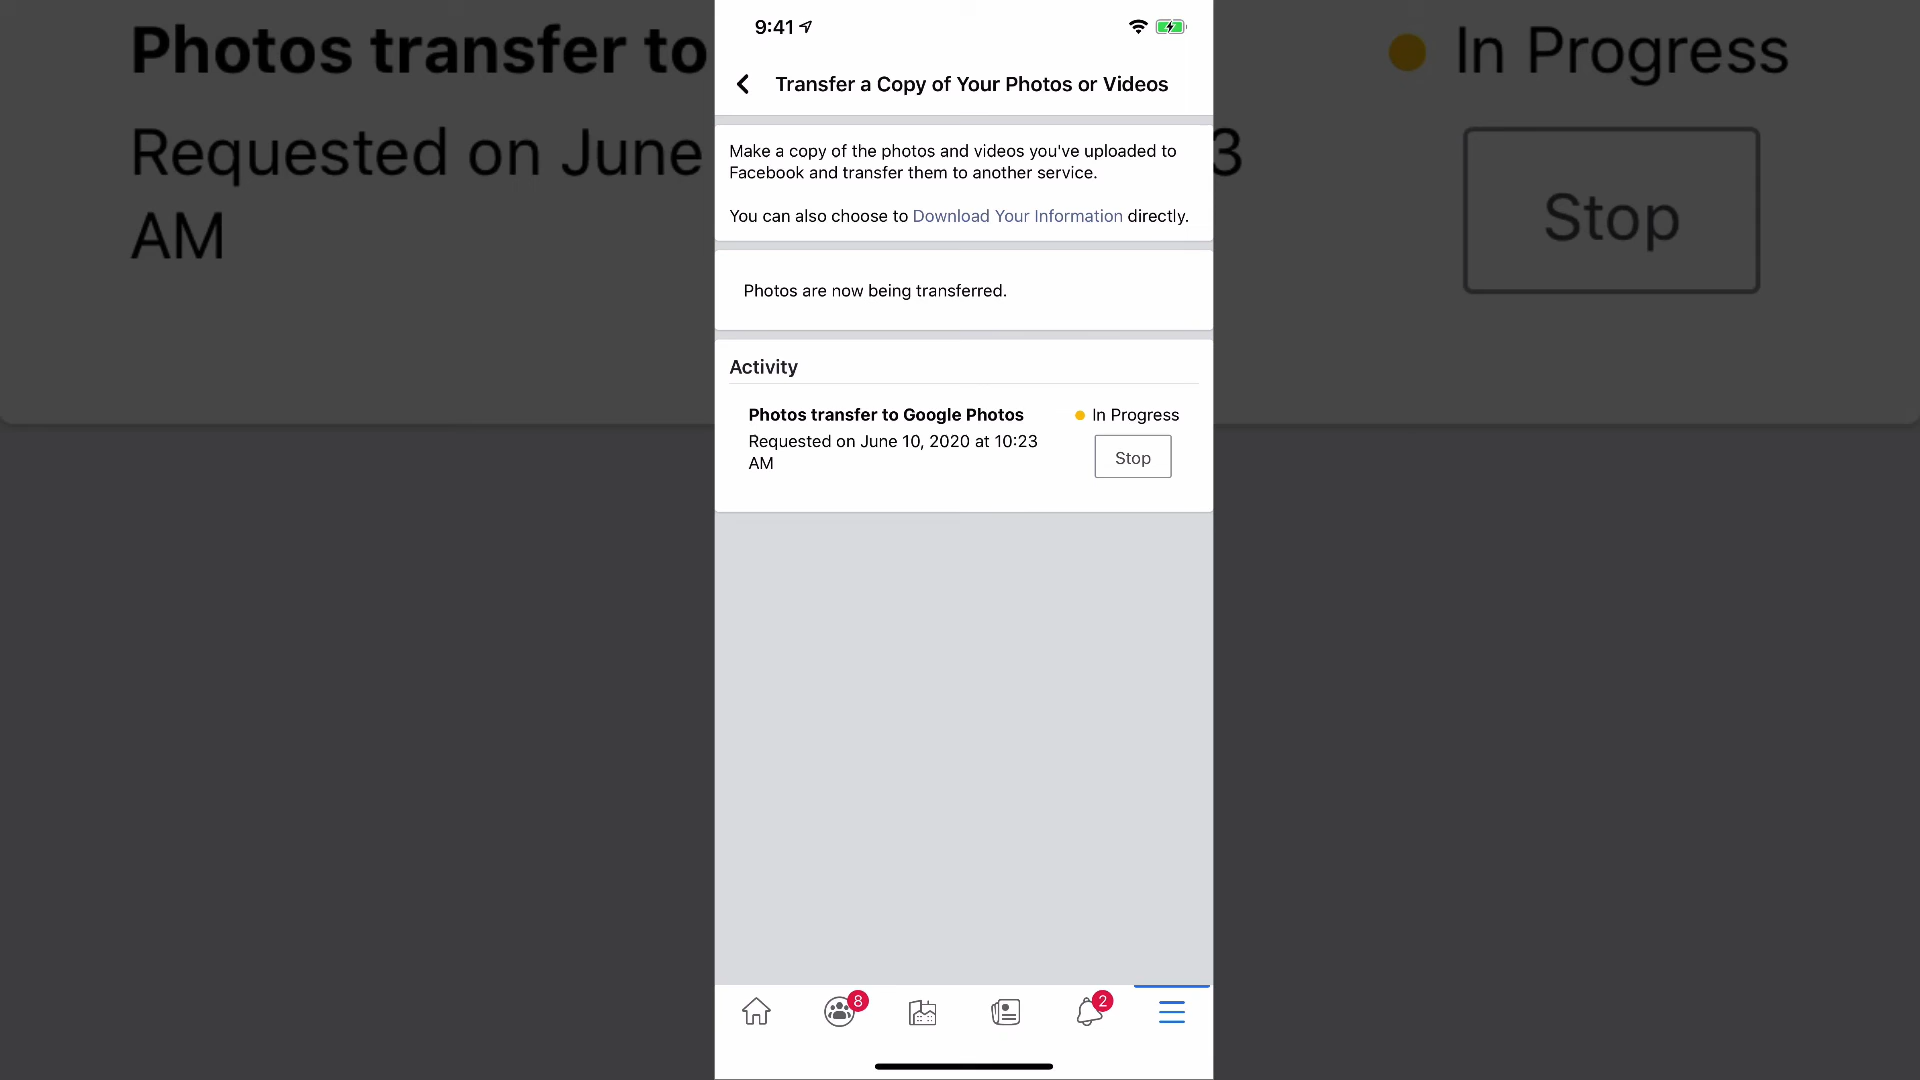 Photos transfer to
In Progress
Requested on June
3
AM
Stop
9:41
Transfer a Copy of Your Photos or Videos
Make a copy of the photos and videos you've uploaded to
Facebook and transfer them to another service.
You can also choose to Download Your Information directly.
Photos are now being transferred.
Activity
Photos transfer to Google Photos
In Progress
Requested on June 10, 2020 at 10:23
AM
Stop
8
2